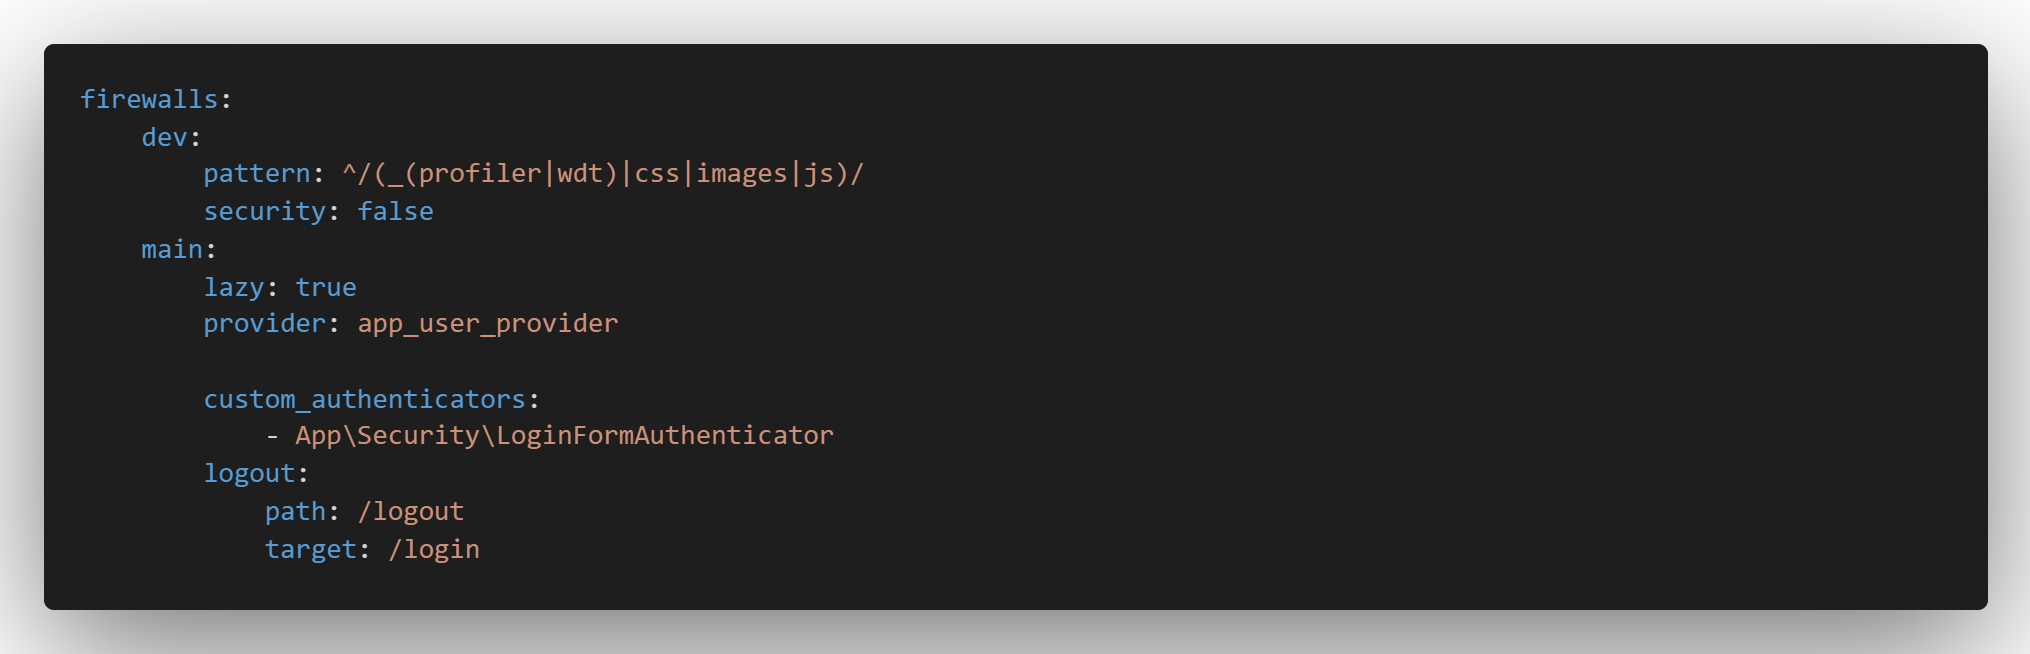 firewalls:
    dev:
        pattern: ^/(_(profiler|wdt)|css|images|js)/
        security: false
    main:
        lazy: true
        provider: app_user_provider

        custom_authenticators:
            - App\Security\LoginFormAuthenticator
        logout:
            path: /logout
            target: /login